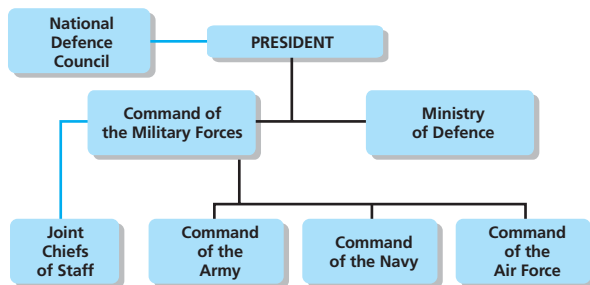 National
Defence
Council
PRESIDENT
Command of
the Military Forces
Ministry
of Defence
Joint
Chiefs
of Staff
Command
of the
Army
Command
of the Navy
Command
of the
Air Force